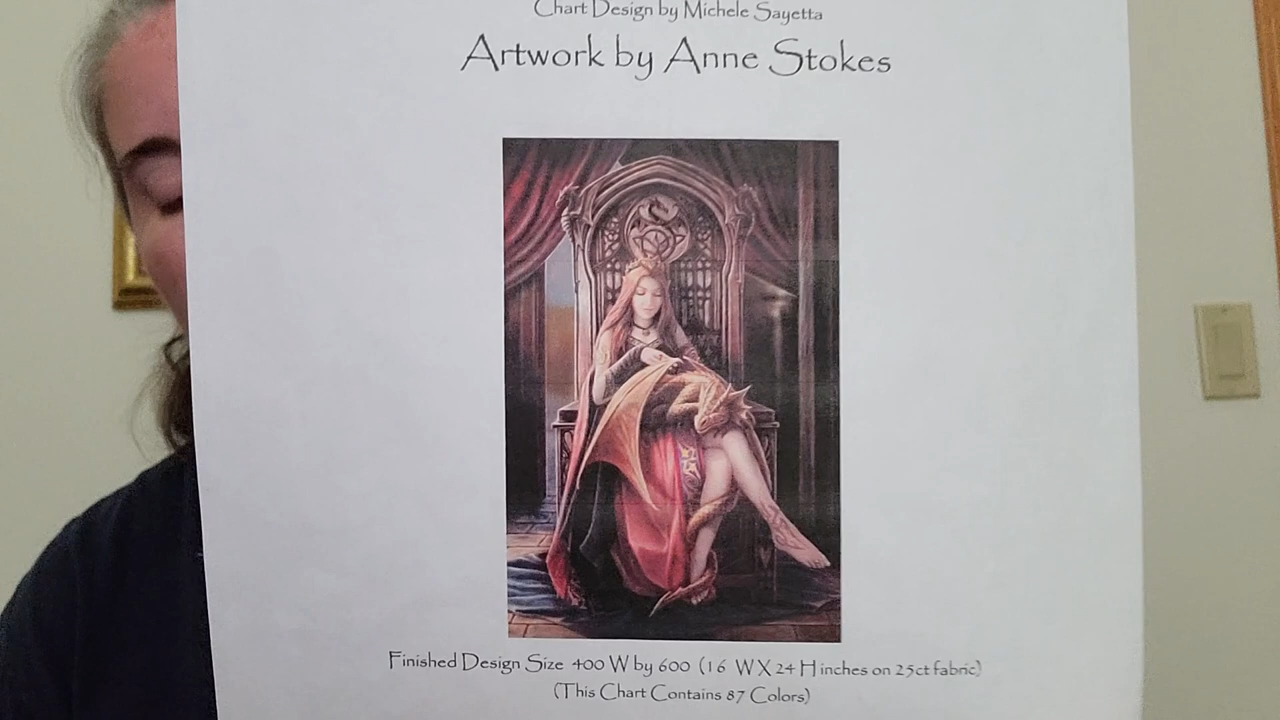 Chart Design by Michele Sayetta
Artwork by Anne Stokes
Finished Design Size 400 W by 600 (16 W X 24 H inches on 25ct fabric)
(This Chart Contains 87 Colors)